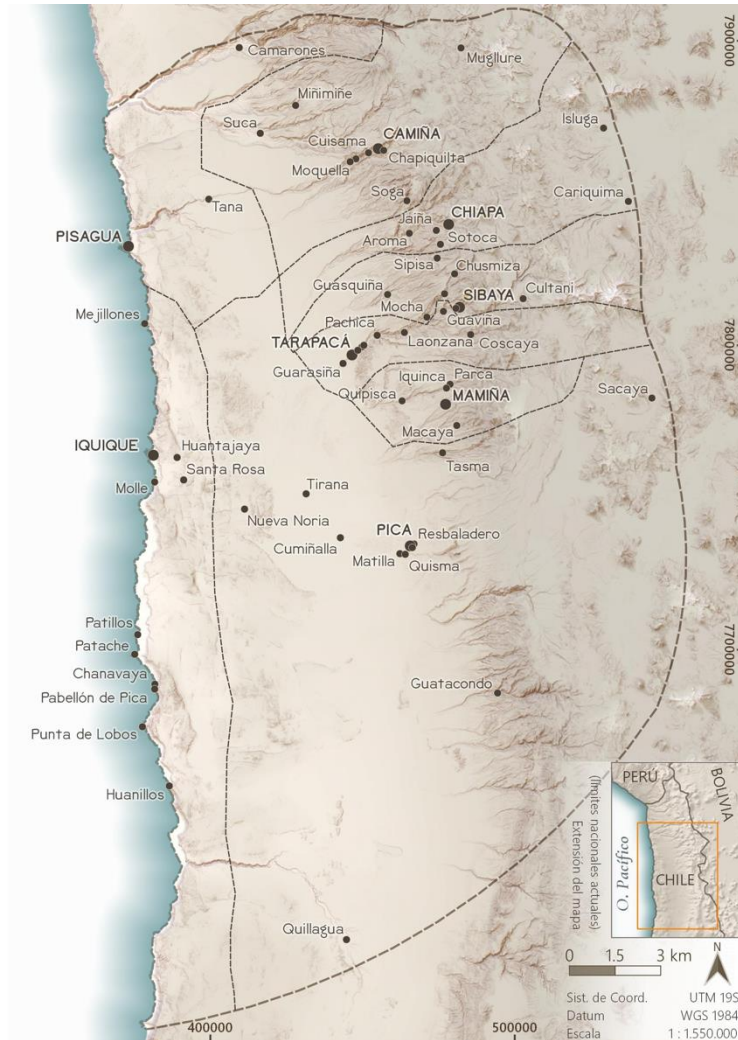 7900000
Camarones
Mugllure
Miñimiñe
Suca
Isluga
Cuisama
CAMIÑA
Chapiquilta
Moquella
Soga
Cariquima
Tana
CHIAPA
Jaiña
PISAGUA
Aroma
Sotoca
Sipisa
Chusmiza
Guasquiña
Cultani
Mocha
SIBAYA
Mejillones
Guaviña
Pachica
7800000
Laonzana
Coscaya
TARAPACÁ
Guarasiña
Iquinca
Parca
Quipisca
MAMIÑA
Sacaya
Macaya
IQUIQUE
Huantajaya
Tasma
Santa Rosa
Molle
Tirana
Nueva Noria
PICA
Resbaladero
Cumiñalla
Matilla
Quisma
Patillos
7700000
Patache
Chanavaya
Guatacondo
Pabellón de Pica
Punta de Lobos
Huanillos
PERÚ
BOLIVIA
O. Pacífico
CHILE
(límites nacionales actuales)
Extensión del mapa
Quillagua
N
0 1.5 3 km
Sist. de Coord. UTM 19S
Datum WGS 1984
Escala 1 : 1.550.000
400000
500000